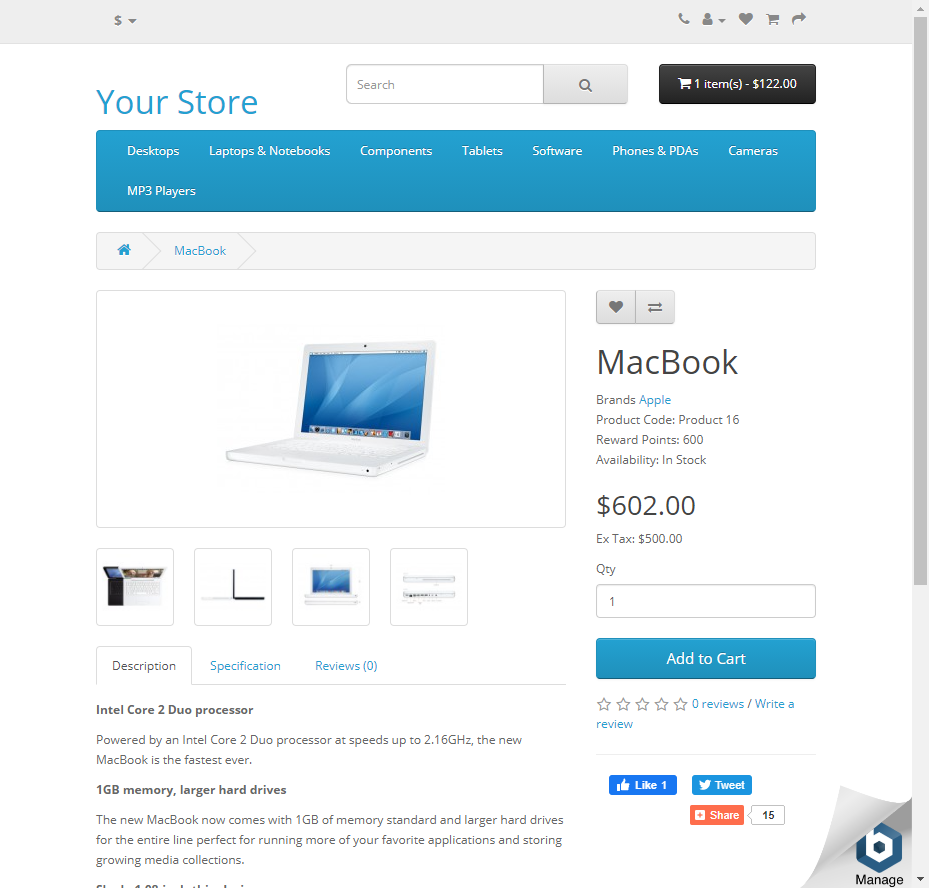 $
Your Store
Search
1 item(s) - $122.00
Desktops
Laptops & Notebooks
Components
Tablets
Software
Phones & PDAs
Cameras
MP3 Players
MacBook
MacBook
Brands Apple
Product Code: Product 16
Reward Points: 600
Availability: In Stock
$602.00
Ex Tax: $500.00
Qty
1
Add to Cart
0 reviews / Write a
review
Like 1
Tweet
Share
15
Description
Specification
Reviews (0)
Intel Core 2 Duo processor
Powered by an Intel Core 2 Duo processor at speeds up to 2.16GHz, the new
MacBook is the fastest ever.
1GB memory, larger hard drives
The new MacBook now comes with 1GB of memory standard and larger hard drives
for the entire line perfect for running more of your favorite applications and storing
growing media collections.
Manage